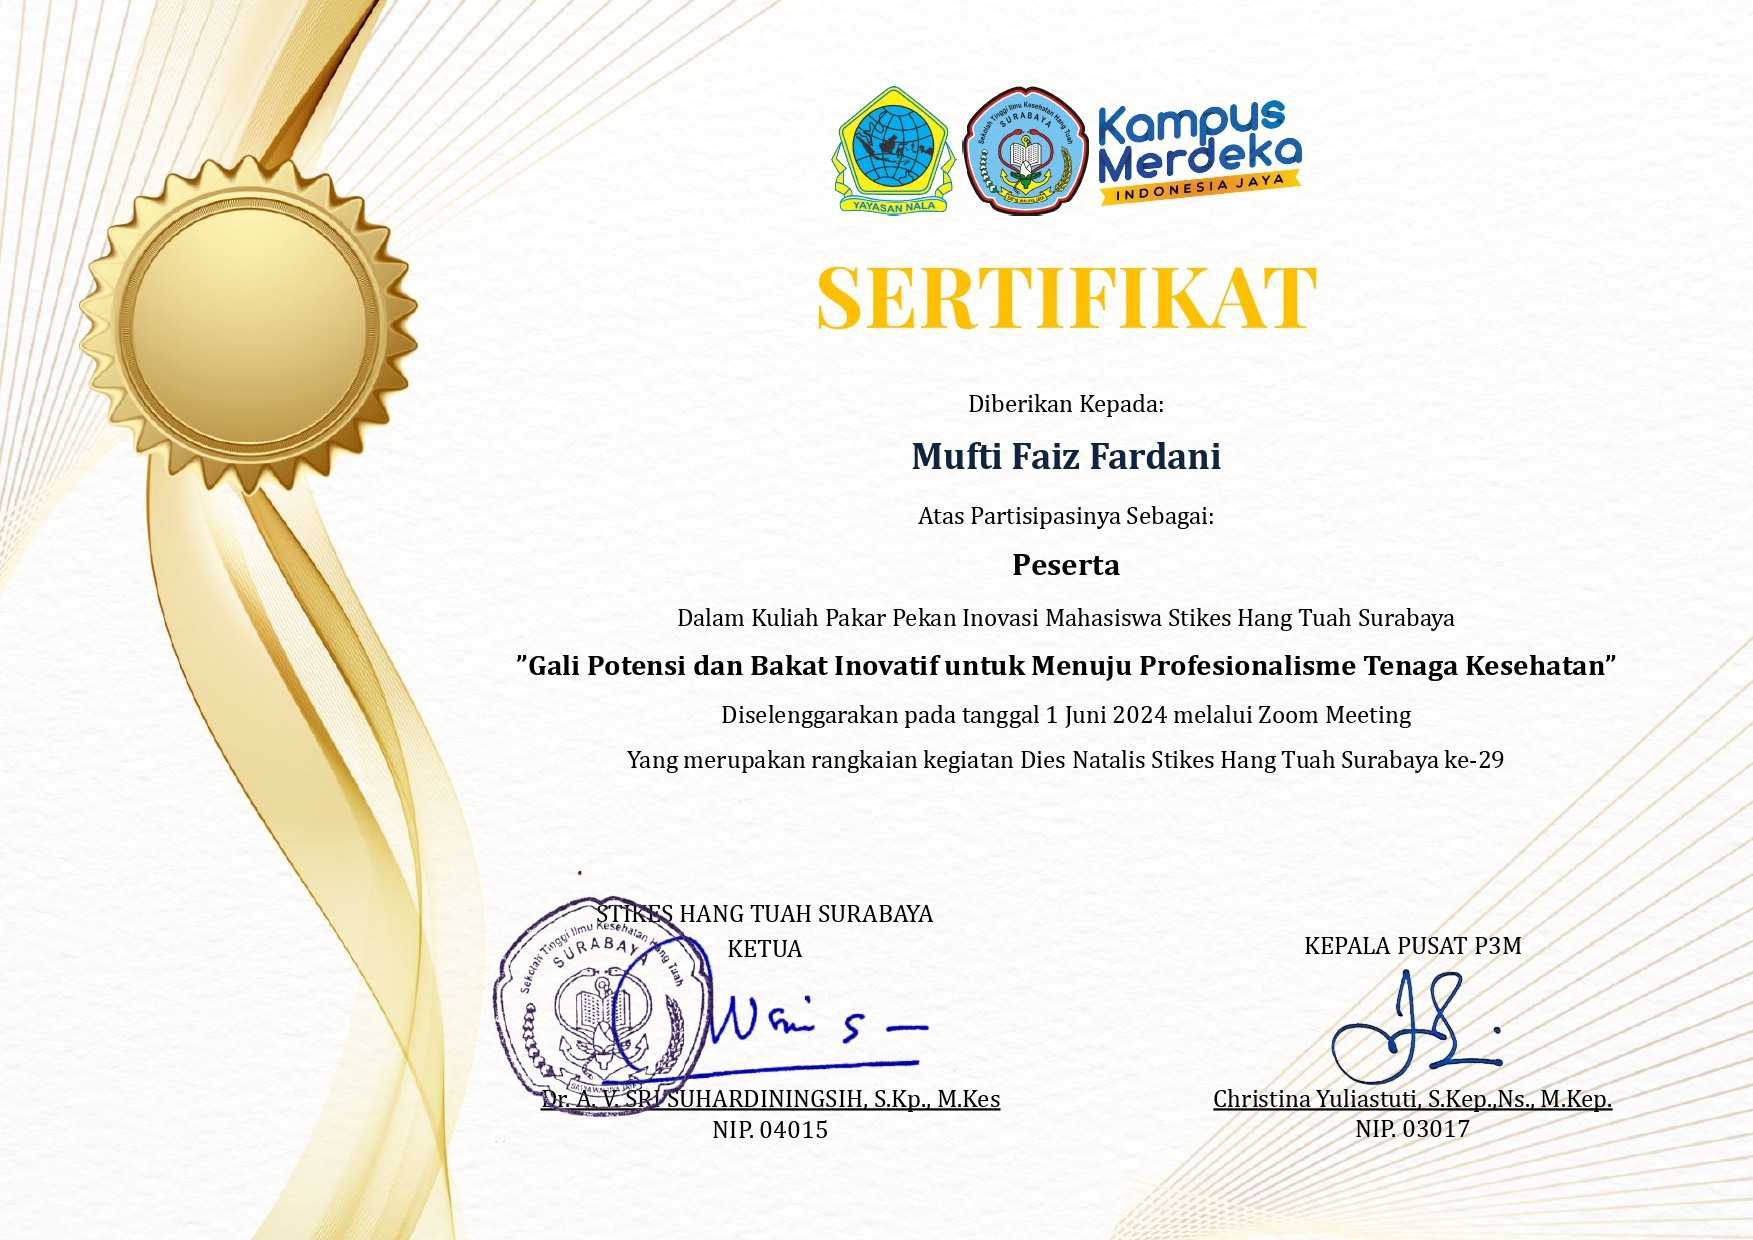 YAYASAN NALA
Sekolah Tinggi Ilmu Kesehatan Hang Tuah
SURABAYA
Kampus
Merdeka
INDONESIA JAYA
SERTIFIKAT
Diberikan Kepada:
Mufti Faiz Fardani
Atas Partisipasinya Sebagai:
Peserta
Dalam Kuliah Pakar Pekan Inovasi Mahasiswa Stikes Hang Tuah Surabaya
”Gali Potensi dan Bakat Inovatif untuk Menuju Profesionalisme Tenaga Kesehatan”
Diselenggarakan pada tanggal 1 Juni 2024 melalui Zoom Meeting
Yang merupakan rangkaian kegiatan Dies Natalis Stikes Hang Tuah Surabaya ke-29
STIKES HANG TUAH SURABAYA
KETUA
Sekolah Tinggi Ilmu Kesehatan Hang Tuah
SURABAYA
Dr. A. V. SRI SUHARDININGSIH, S.Kp., M.Kes
NIP. 04015
KEPALA PUSAT P3M
Christina Yuliastuti, S.Kep.,Ns., M.Kep.
NIP. 03017